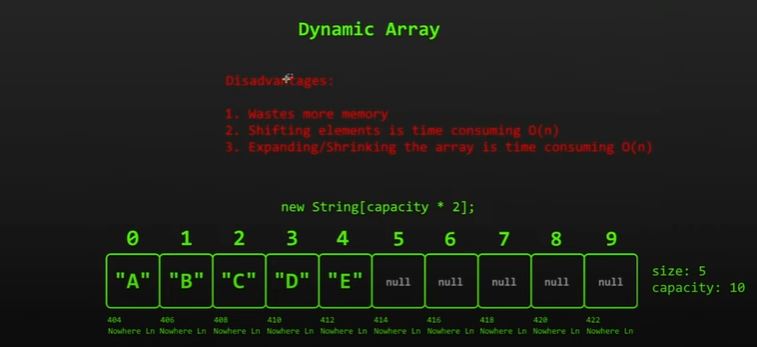 Dynamic Array
Disadvantages:
1. Wastes more memory
2. Shifting elements is time consuming O(n)
3. Expanding/Shrinking the array is time consuming O(n)
new String[capacity * 2];
0 1 2 3 4 5 6 7 8 9
"A" "B" "C" "D" "E" null null null null null
size: 5
capacity: 10
404 406 408 410 412 414 416 418 420 422
Nowhere Ln Nowhere Ln Nowhere Ln Nowhere Ln Nowhere Ln Nowhere Ln Nowhere Ln Nowhere Ln Nowhere Ln Nowhere Ln